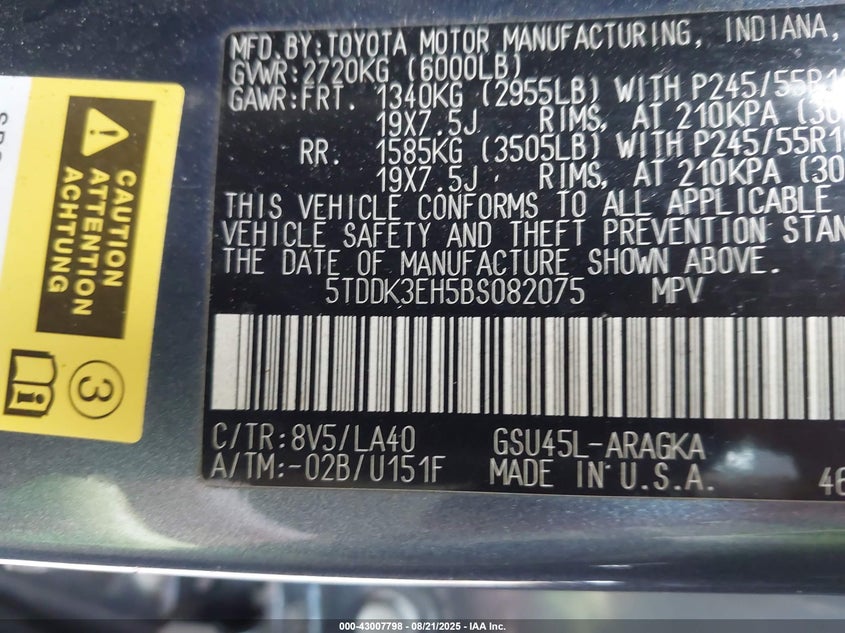 MFD. BY: TOYOTA MOTOR MANUFACTURING, INDIANA,
GVWR: 2720KG (6000LB)
GAWR: FRT. 1340KG (2955LB) WITH P245/55R1
19X7.5J RIMS, AT 210KPA (30
RR. 1585KG (3505LB) WITH P245/55R1
19X7.5J RIMS, AT 210KPA (30
THIS VEHICLE CONFORMS TO ALL APPLICABLE
VEHICLE SAFETY AND THEFT PREVENTION STAN
THE DATE OF MANUFACTURE SHOWN ABOVE.
5TDDK3EH5BS082075 MPV
C/TR: 8V5/LA40 GSU45L-ARAGKA
A/TM: -02B/U151F MADE IN U.S.A. 46
CAUTION
ATTENTION
ACHTUNG
3
i
000-43007798 - 08/21/2025 - IAA Inc.